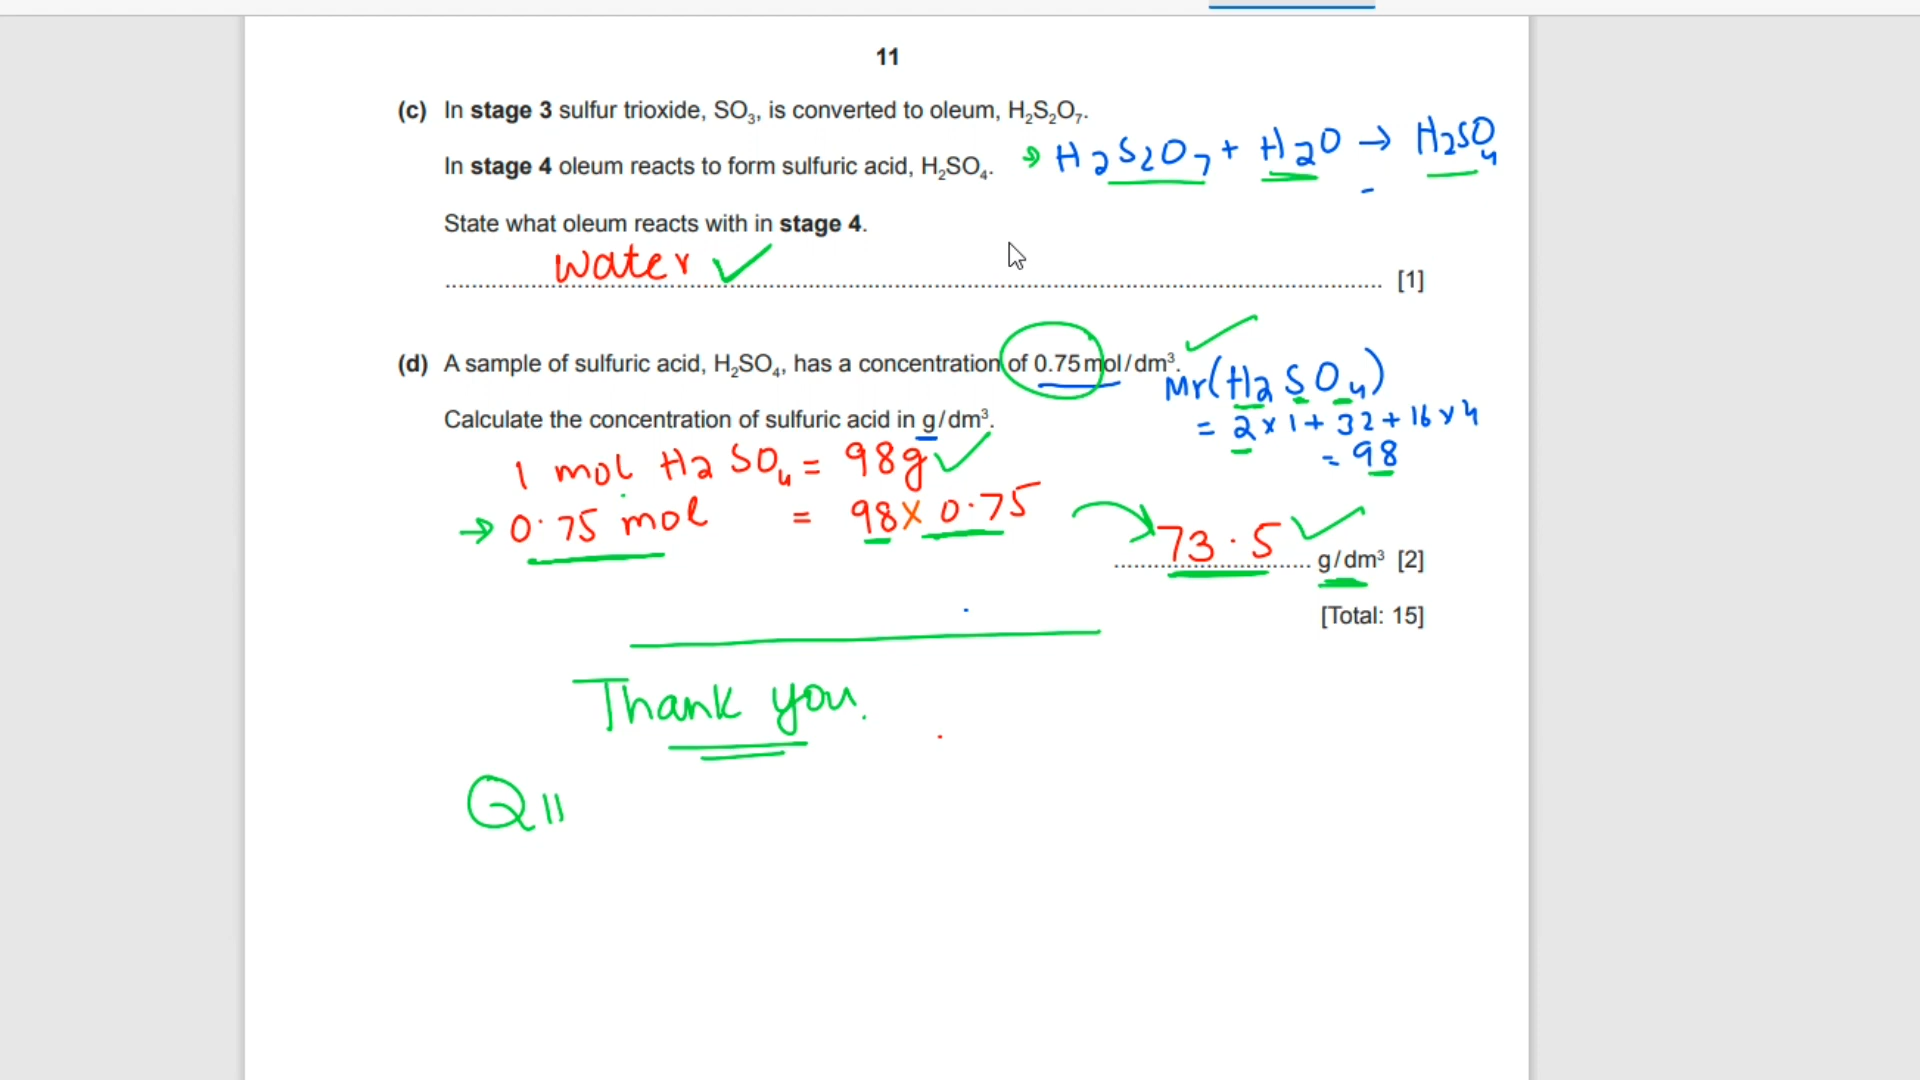 11
(c) In stage 3 sulfur trioxide, SO₃, is converted to oleum, H₂S₂O₇.
In stage 4 oleum reacts to form sulfuric acid, H₂SO₄.
→ H₂S₂O₇ + H₂O → H₂SO₄
State what oleum reacts with in stage 4.
water ✓
[1]
(d) A sample of sulfuric acid, H₂SO₄, has a concentration of 0.75 mol/dm³.
Calculate the concentration of sulfuric acid in g/dm³.
Mr(H₂SO₄)
= 2 × 1 + 32 + 16 × 4
= 98
1 mol H₂SO₄ = 98g ✓
→ 0.75 mol = 98 × 0.75
73.5 ✓
g/dm³ [2]
[Total: 15]
Thank you.
Q11